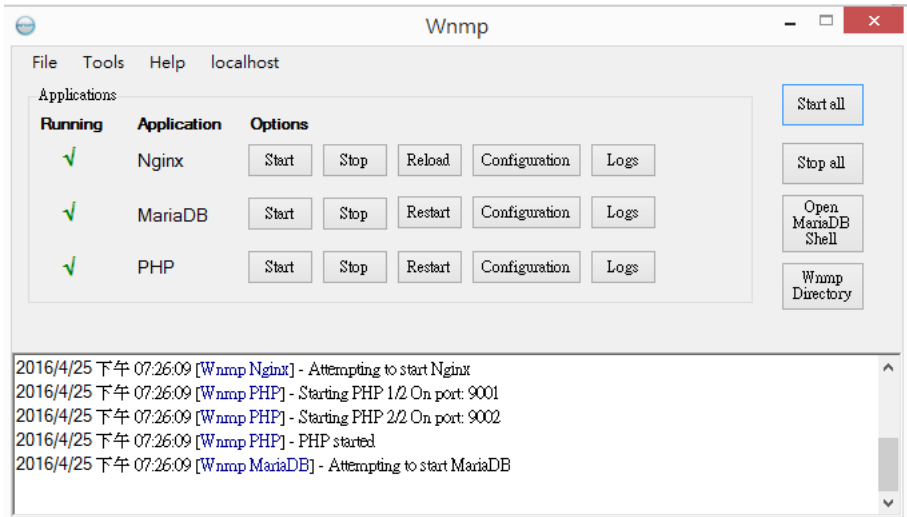 Wnmp
File Tools Help localhost
Applications
Running Application Options
√ Nginx Start Stop Reload Configuration Logs
√ MariaDB Start Stop Restart Configuration Logs
√ PHP Start Stop Restart Configuration Logs
Start all
Stop all
Open
MariaDB
Shell
Wnmp
Directory
2016/4/25 下午 07:26:09 [Wnmp Nginx] - Attempting to start Nginx
2016/4/25 下午 07:26:09 [Wnmp PHP] - Starting PHP 1/2 On port: 9001
2016/4/25 下午 07:26:09 [Wnmp PHP] - Starting PHP 2/2 On port: 9002
2016/4/25 下午 07:26:09 [Wnmp PHP] - PHP started
2016/4/25 下午 07:26:09 [Wnmp MariaDB] - Attempting to start MariaDB